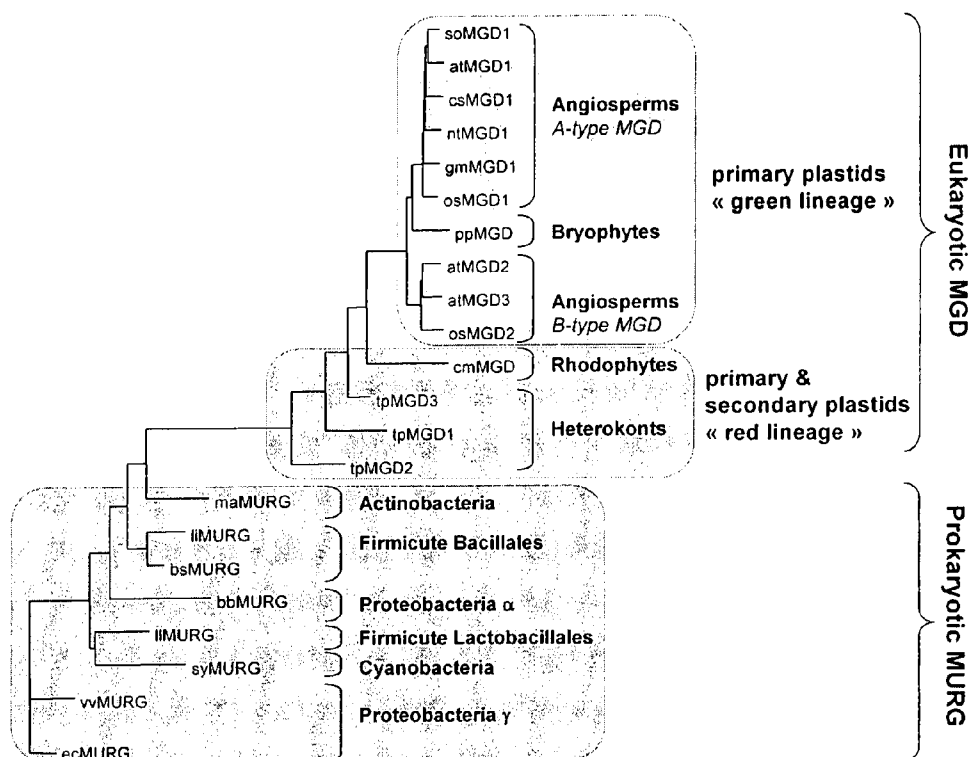 soMGD1
atMGD1
csMGD1
ntMGD1
gmMGD1
osMGD1
Angiosperms
A-type MGD
ppMGD
Bryophytes
atMGD2
atMGD3
osMGD2
Angiosperms
B-type MGD
primary plastids
« green lineage »
cmMGD
Rhodophytes
tpMGD3
tpMGD1
tpMGD2
Heterokonts
primary &
secondary plastids
« red lineage »
Eukaryotic MGD
maMURG
Actinobacteria
liMURG
bsMURG
Firmicute Bacillales
bbMURG
Proteobacteria α
llMURG
Firmicute Lactobacillales
syMURG
Cyanobacteria
vvMURG
ecMURG
Proteobacteria γ
Prokaryotic MURG